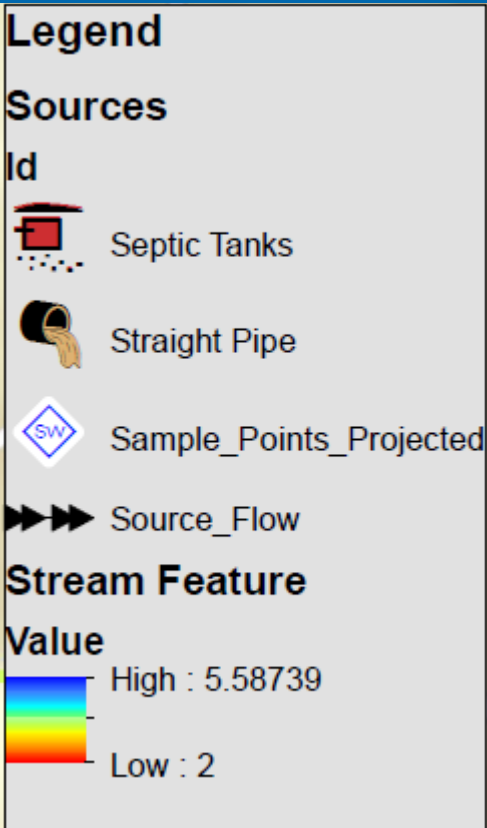 Legend
Sources
Id
Septic Tanks
Straight Pipe
SW
Sample_Points_Projected
Source_Flow
Stream Feature
Value
High : 5.58739
Low : 2